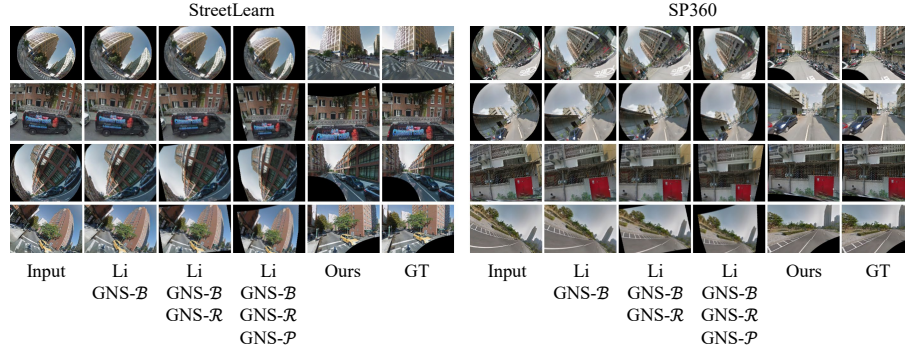 StreetLearn SP360
Input Li Li Li Ours GT Input Li Li Li Ours GT
GNS-ℬ GNS-ℬ GNS-ℬ GNS-ℬ GNS-ℬ GNS-ℬ
GNS-ℛ GNS-ℛ GNS-ℛ GNS-ℛ
GNS-𝒫 GNS-𝒫